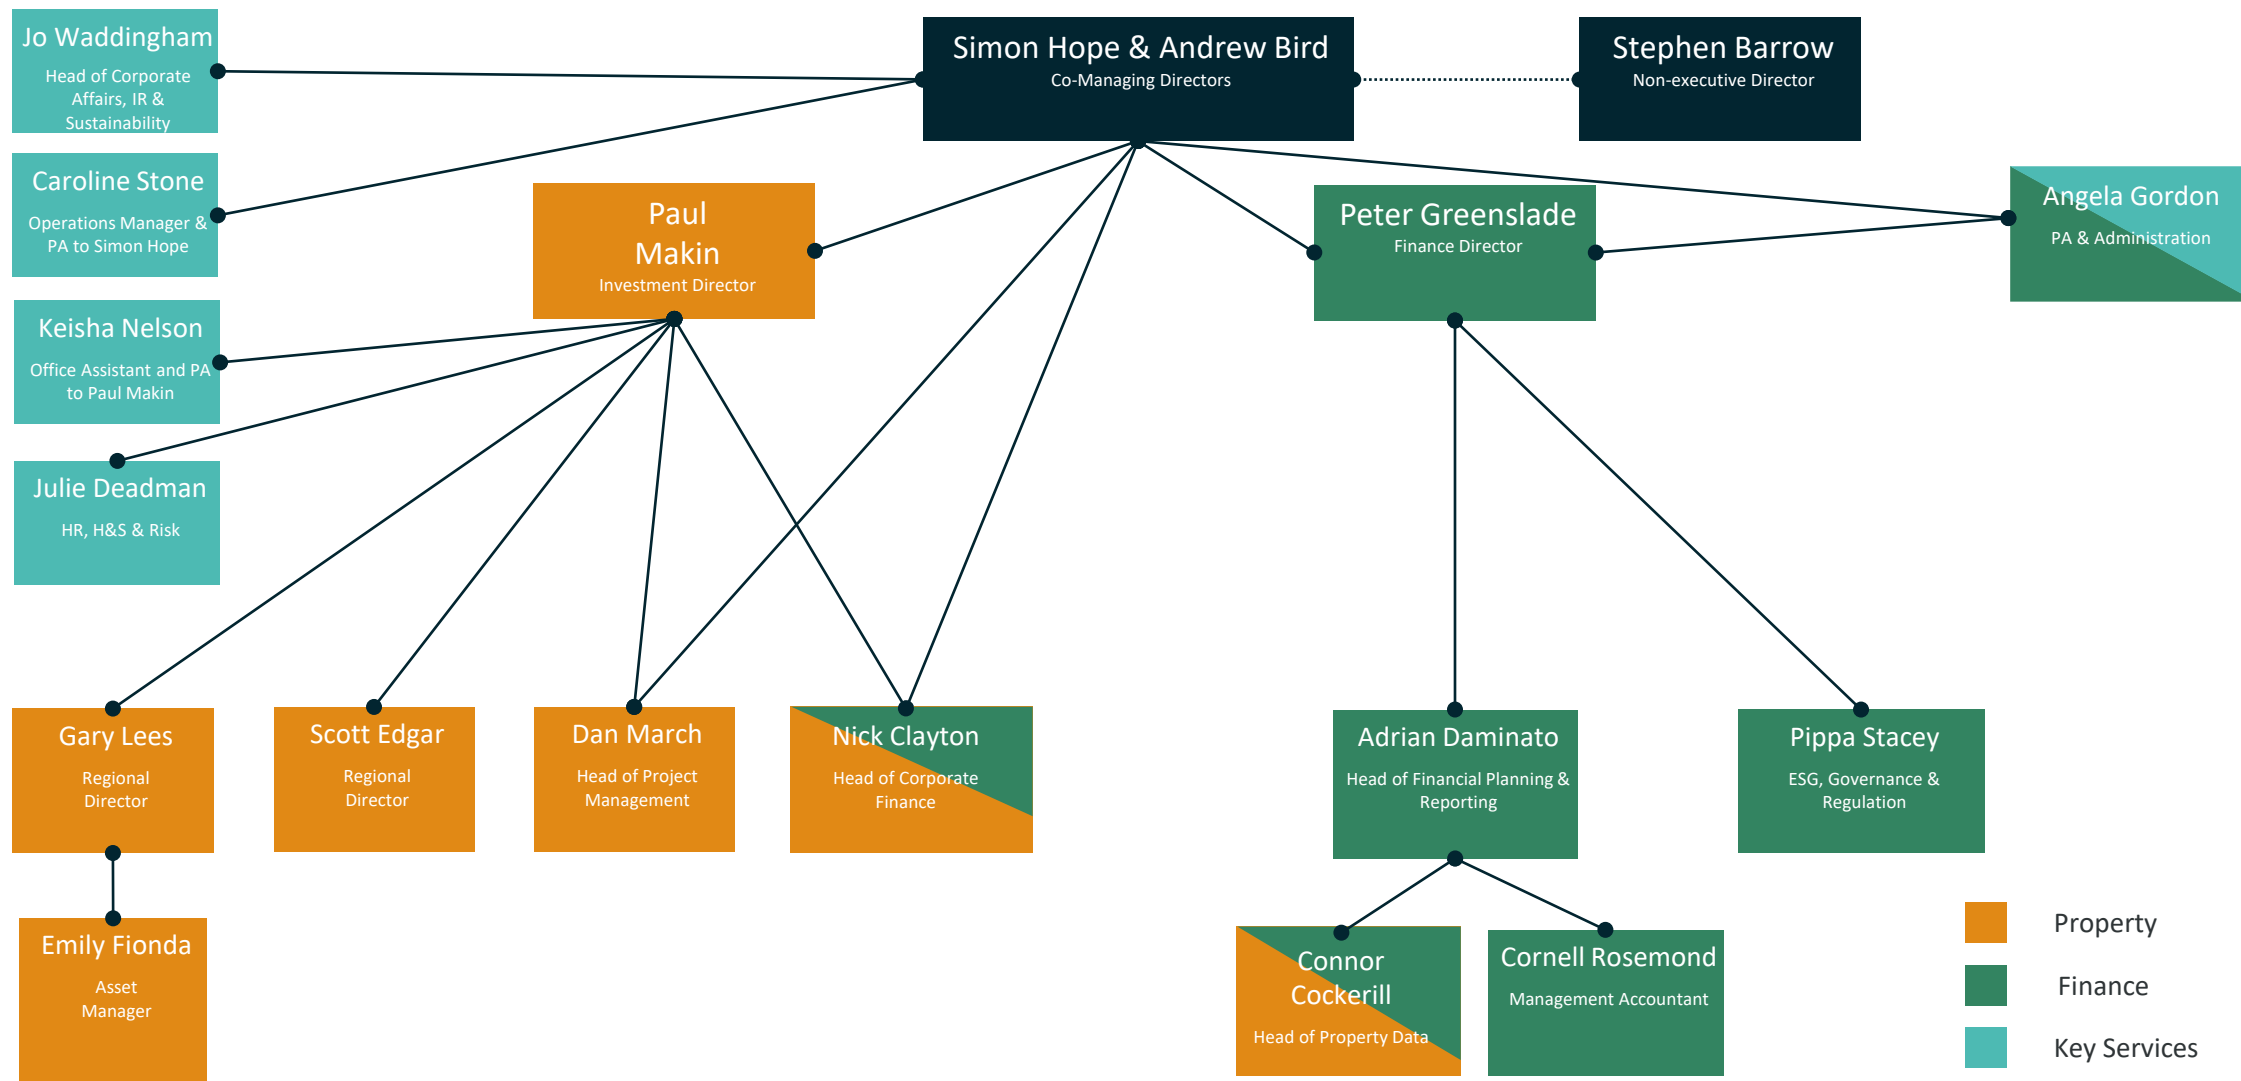 Jo Waddingham
Head of Corporate
Affairs, IR &
Sustainability
Simon Hope & Andrew Bird
Co-Managing Directors
Stephen Barrow
Non-executive Director
Caroline Stone
Operations Manager &
PA to Simon Hope
Paul
Makin
Investment Director
Peter Greenslade
Finance Director
Angela Gordon
PA & Administration
Keisha Nelson
Office Assistant and PA
to Paul Makin
Julie Deadman
HR, H&S & Risk
Gary Lees
Regional
Director
Scott Edgar
Regional
Director
Dan March
Head of Project
Management
Nick Clayton
Head of Corporate
Finance
Adrian Daminato
Head of Financial Planning &
Reporting
Pippa Stacey
ESG, Governance &
Regulation
Emily Fionda
Asset
Manager
Connor
Cockerill
Head of Property Data
Cornell Rosemond
Management Accountant
Property
Finance
Key Services